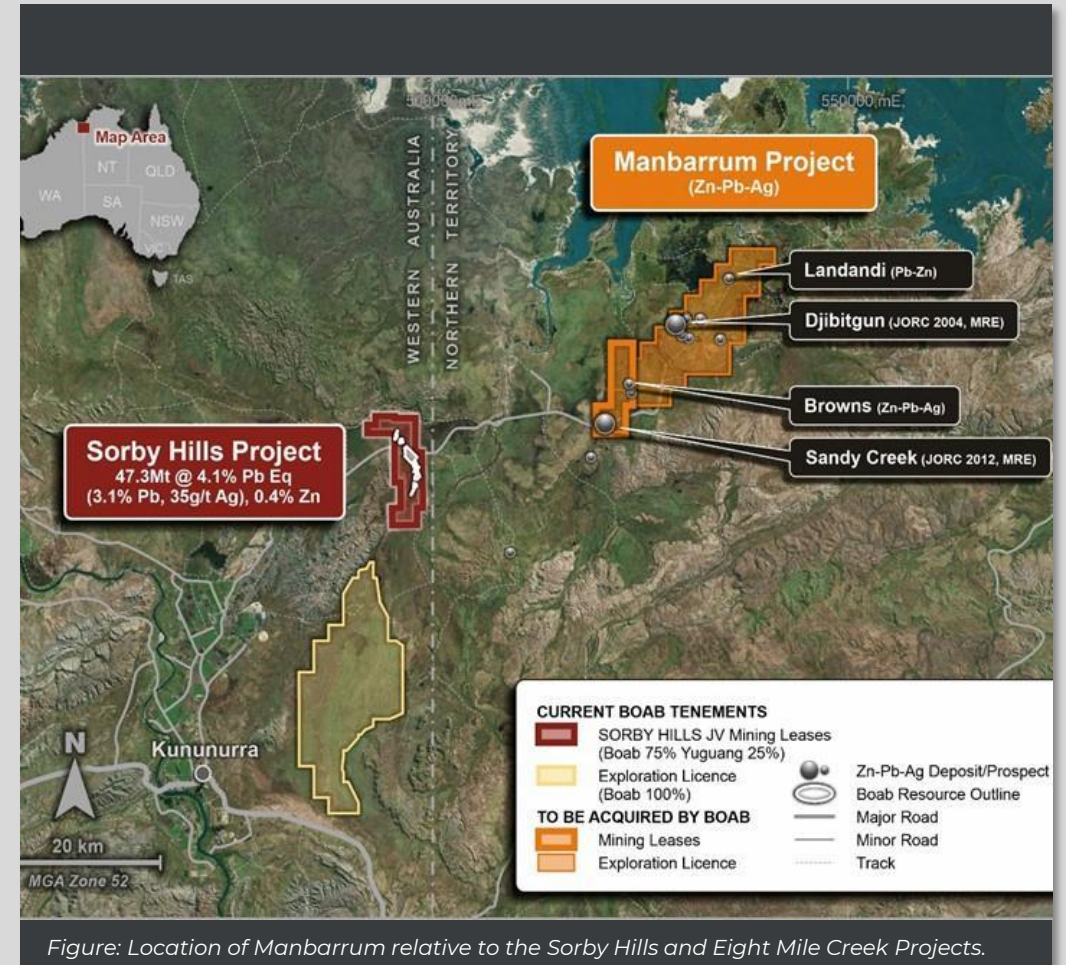 500000mE
550000mE
Map Area
NT
QLD
WA
SA
NSW
VIC
TAS
WESTERN AUSTRALIA
NORTHERN TERRITORY
Manbarrum Project
(Zn-Pb-Ag)
Landandi (Pb-Zn)
Djibitgun (JORC 2004, MRE)
Browns (Zn-Pb-Ag)
Sandy Creek (JORC 2012, MRE)
Sorby Hills Project
47.3Mt @ 4.1% Pb Eq
(3.1% Pb, 35g/t Ag), 0.4% Zn
N
Kununurra
20 km
MGA Zone 52
CURRENT BOAB TENEMENTS
SORBY HILLS JV Mining Leases
(Boab 75% Yuguang 25%)
Exploration Licence
(Boab 100%)
TO BE ACQUIRED BY BOAB
Mining Leases
Exploration Licence
Zn-Pb-Ag Deposit/Prospect
Boab Resource Outline
Major Road
Minor Road
Track
Figure: Location of Manbarrum relative to the Sorby Hills and Eight Mile Creek Projects.